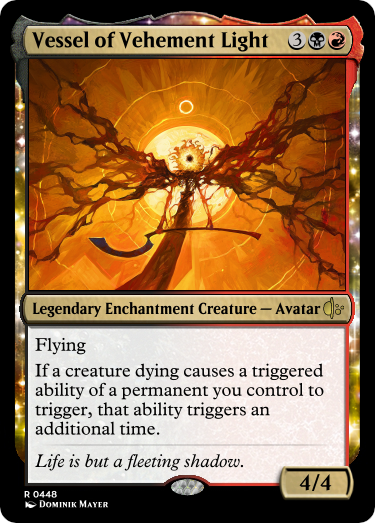 Vessel of Vehement Light 3
Legendary Enchantment Creature — Avatar
Flying
If a creature dying causes a triggered
ability of a permanent you control to
trigger, that ability triggers an
additional time.
Life is but a fleeting shadow.
4/4
R 0448
Dominik Mayer